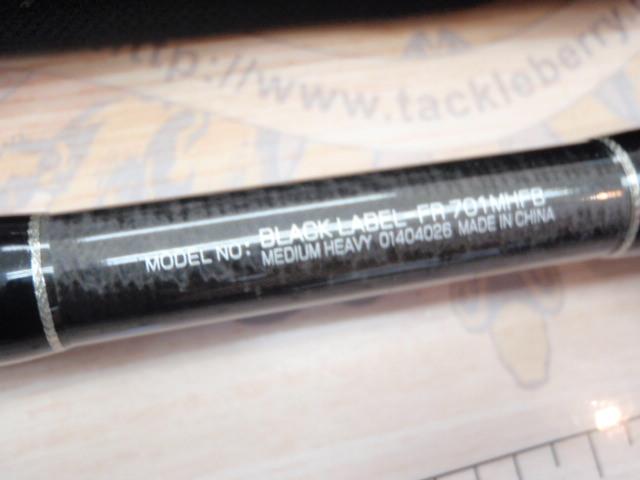 http://www.tackleberry
MODEL NO: BLACK LABEL FR 701MHFB
MEDIUM HEAVY 01404026 MADE IN CHINA